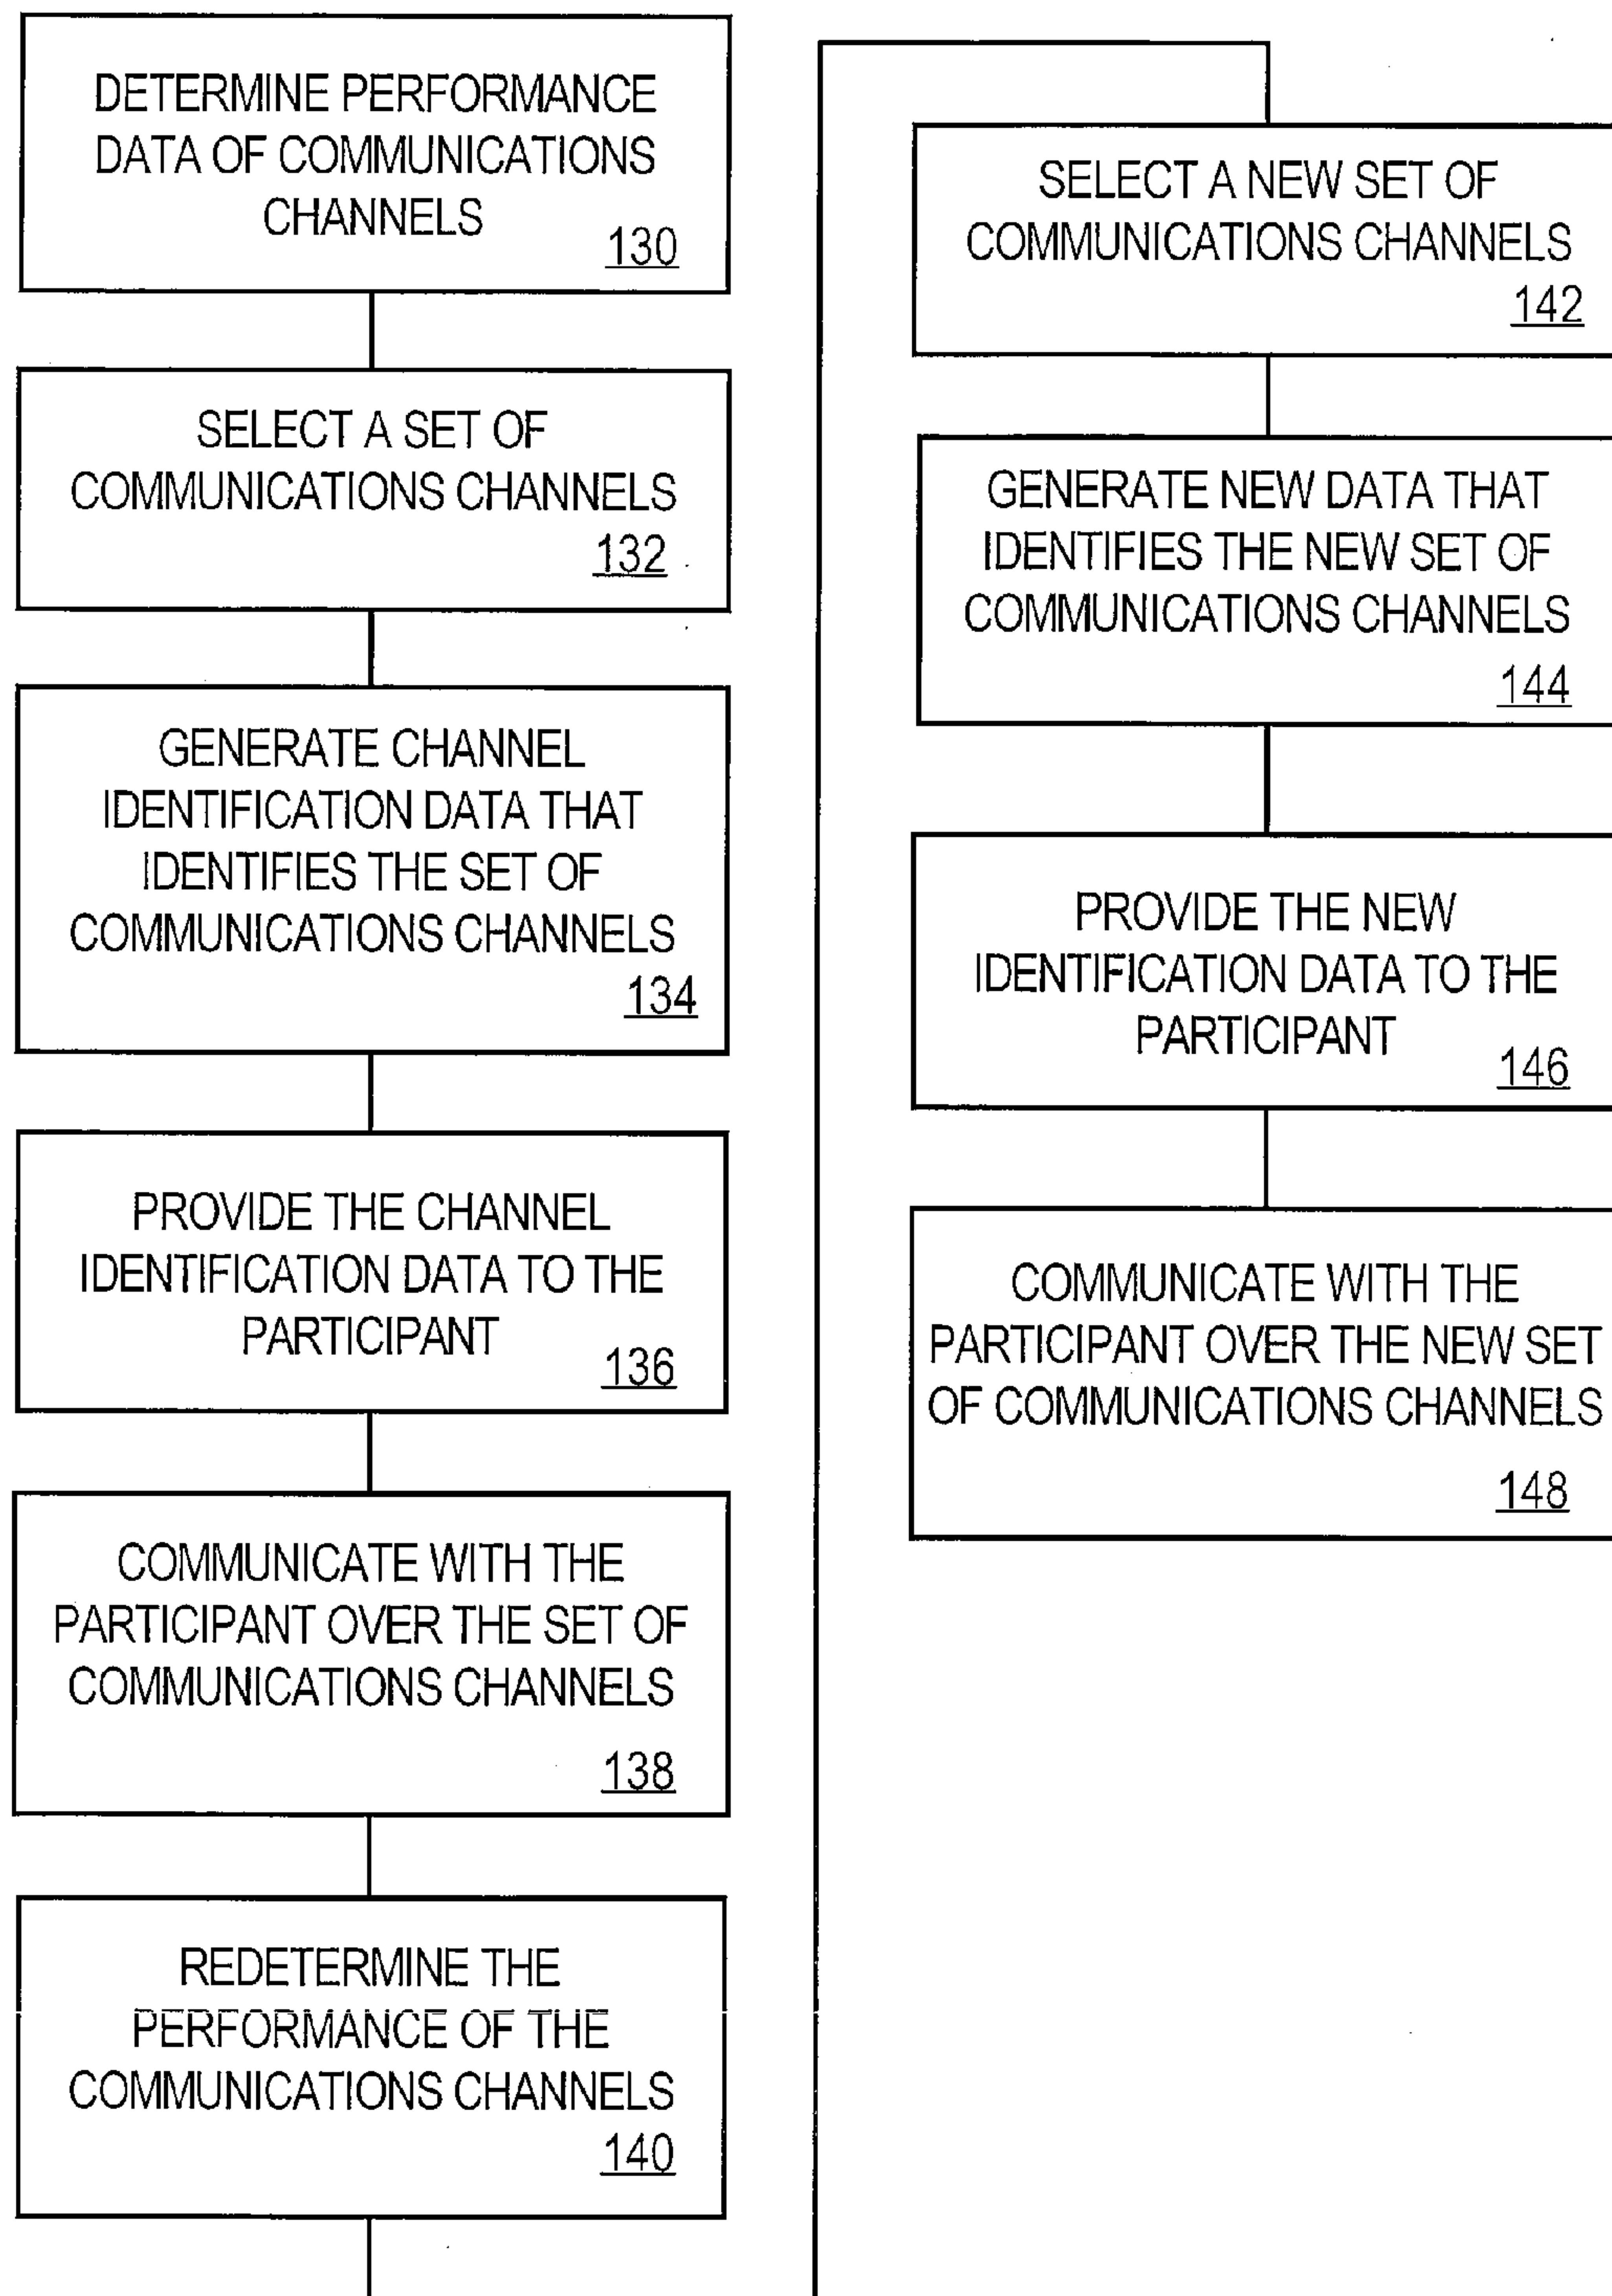 DETERMINE PERFORMANCE
DATA OF COMMUNICATIONS
CHANNELS
130
SELECT A SET OF
COMMUNICATIONS CHANNELS
132
GENERATE CHANNEL
IDENTIFICATION DATA THAT
IDENTIFIES THE SET OF
COMMUNICATIONS CHANNELS
134
PROVIDE THE CHANNEL
IDENTIFICATION DATA TO THE
PARTICIPANT
136
COMMUNICATE WITH THE
PARTICIPANT OVER THE SET OF
COMMUNICATIONS CHANNELS
138
REDETERMINE THE
PERFORMANCE OF THE
COMMUNICATIONS CHANNELS
140
SELECT A NEW SET OF
COMMUNICATIONS CHANNELS
142
GENERATE NEW DATA THAT
IDENTIFIES THE NEW SET OF
COMMUNICATIONS CHANNELS
144
PROVIDE THE NEW
IDENTIFICATION DATA TO THE
PARTICIPANT
146
COMMUNICATE WITH THE
PARTICIPANT OVER THE NEW SET
OF COMMUNICATIONS CHANNELS
148